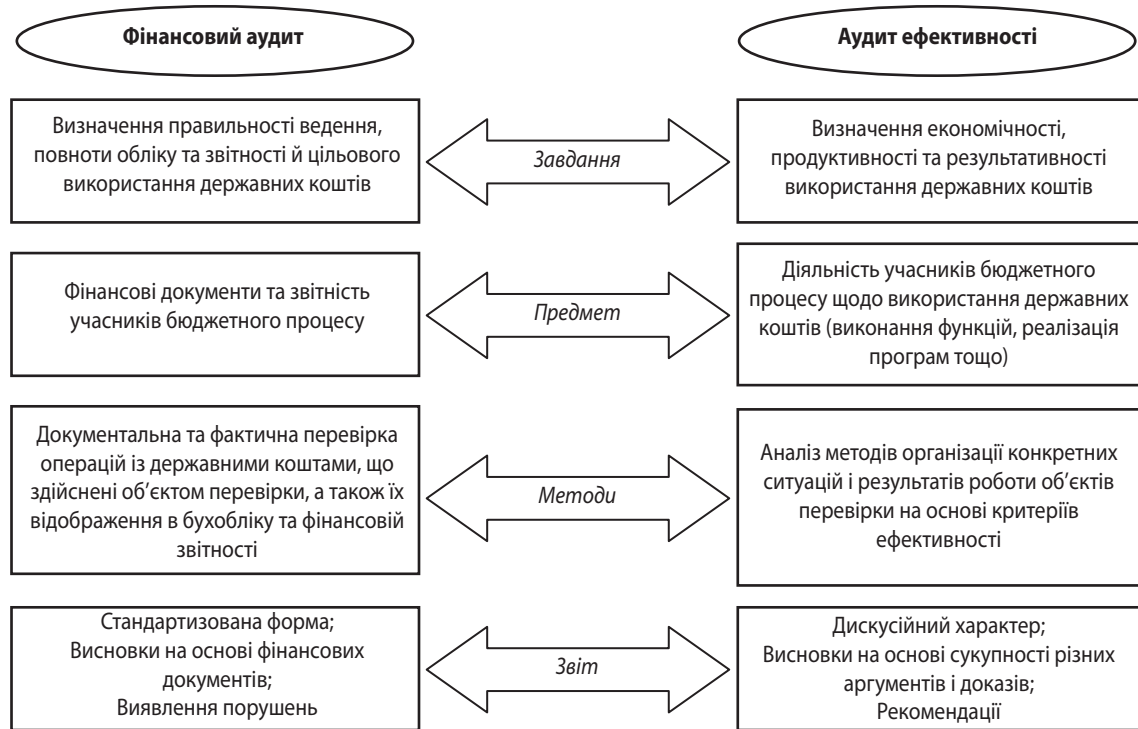 Фінансовий аудит
Аудит ефективності
Визначення правильності ведення,
повноти обліку та звітності й цільового
використання державних коштів
Завдання
Визначення економічності,
продуктивності та результативності
використання державних коштів
Фінансові документи та звітність
учасників бюджетного процесу
Предмет
Діяльність учасників бюджетного
процесу щодо використання державних
коштів (виконання функцій, реалізація
програм тощо)
Документальна та фактична перевірка
операцій із державними коштами, що
здійснені об’єктом перевірки, а також їх
відображення в бухобліку та фінансовій
звітності
Методи
Аналіз методів організації конкретних
ситуацій і результатів роботи об’єктів
перевірки на основі критеріїв
ефективності
Стандартизована форма;
Висновки на основі фінансових
документів;
Виявлення порушень
Звіт
Дискусійний характер;
Висновки на основі сукупності різних
аргументів і доказів;
Рекомендації